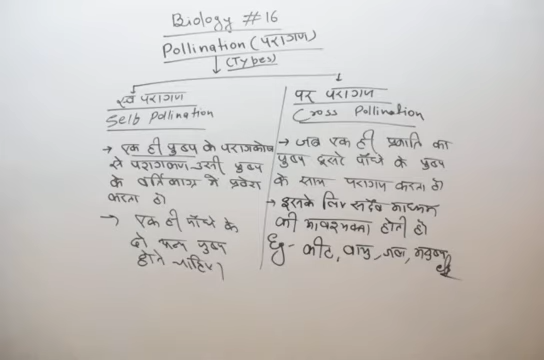 Biology #16
Pollination (परागण)
(Types)
स्व परागण
Self Pollination
→ एक ही पुष्प के परागकोष
से परागकण उसी पुष्प
के वर्तिकाग्र में प्रवेश
करता हो
→ एक ही पौधे के
दो पुष्प
होने चाहिए।
पर परागण
Cross Pollination
→ जब एक ही प्रजाति का
पुष्प दूसरे पौधे के पुष्प
के साथ परागण करता हो
→ इसके लिए सदैव माध्यम
की आवश्यकता होती हो
Eg - कीट, वायु, जल, मनुष्य